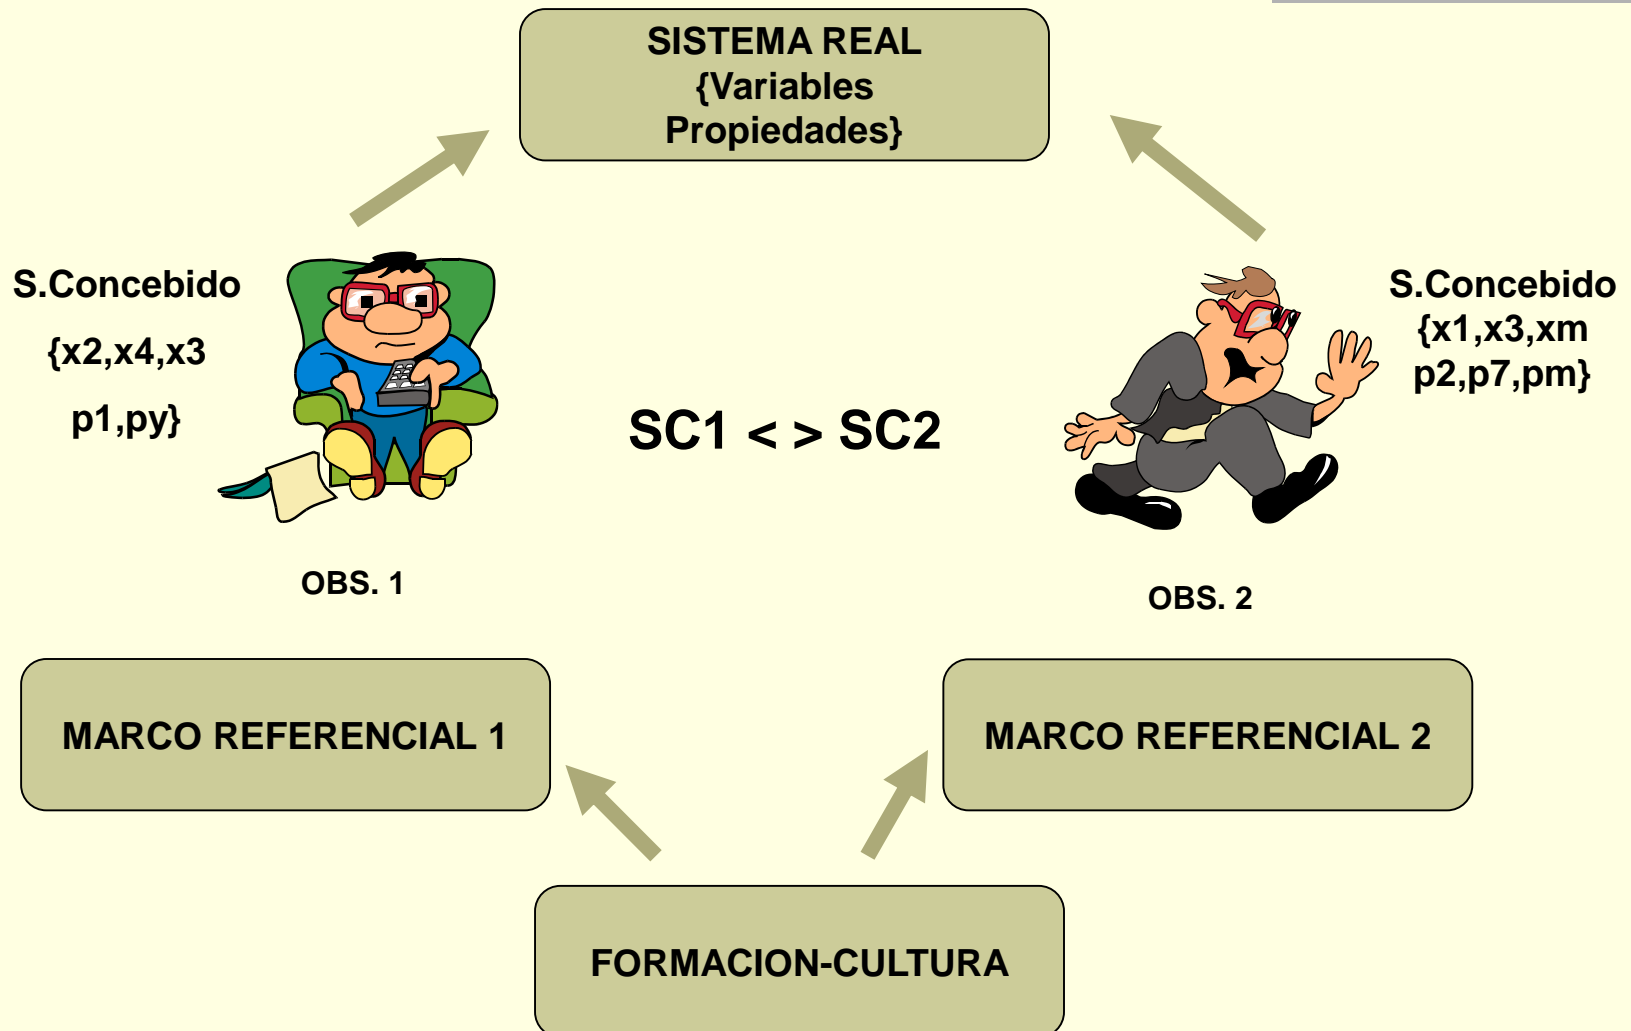 SISTEMA REAL
{Variables
Propiedades}
S.Concebido
{x2,x4,x3
p1,py}
S.Concebido
{x1,x3,xm
p2,p7,pm}
SC1 < > SC2
OBS. 1
OBS. 2
MARCO REFERENCIAL 1
MARCO REFERENCIAL 2
FORMACION-CULTURA